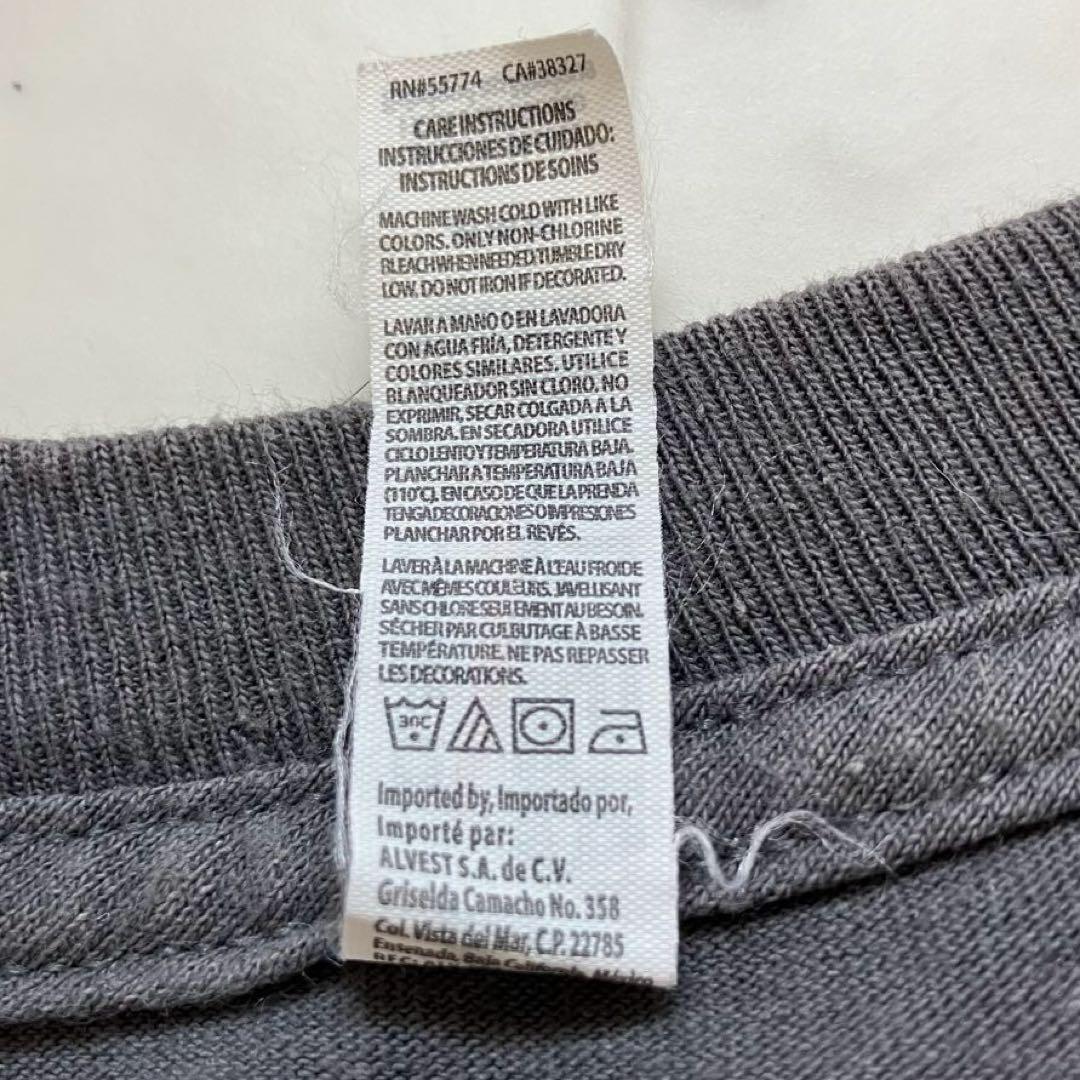 RN#55774 CA#38327
CARE INSTRUCTIONS
INSTRUCCIONES DE CUIDADO:
INSTRUCTIONS DE SOINS
MACHINE WASH COLD WITH LIKE
COLORS. ONLY NON-CHLORINE
BLEACH WHEN NEEDED. TUMBLE DRY
LOW. DO NOT IRON IF DECORATED.
LAVAR A MANO O EN LAVADORA
CON AGUA FRÍA, DETERGENTE Y
COLORES SIMILARES. UTILICE
BLANQUEADOR SIN CLORO. NO
EXPRIMIR. SECAR COLGADA A LA
SOMBRA. EN SECADORA UTILICE
CICLO LENTO Y TEMPERATURA BAJA.
PLANCHAR A TEMPERATURA BAJA
(110°C). EN CASO DE QUE LA PRENDA
TENGA DECORACIONES O IMPRESIONES
PLANCHAR POR EL REVÉS.
LAVER À LA MACHINE À L'EAU FROIDE
AVEC MÊMES COULEURS. JAVELLISANT
SANS CHLORE SEULEMENT AU BESOIN.
SÉCHER PAR CULBUTAGE À BASSE
TEMPÉRATURE. NE PAS REPASSER
LES DECORATIONS.
30C
Imported by, Importado por,
Importé par:
ALVEST S.A. de C.V.
Griselda Camacho No. 358
Col. Vista del Mar, C.P. 22785
Ensenada, Baja California, México